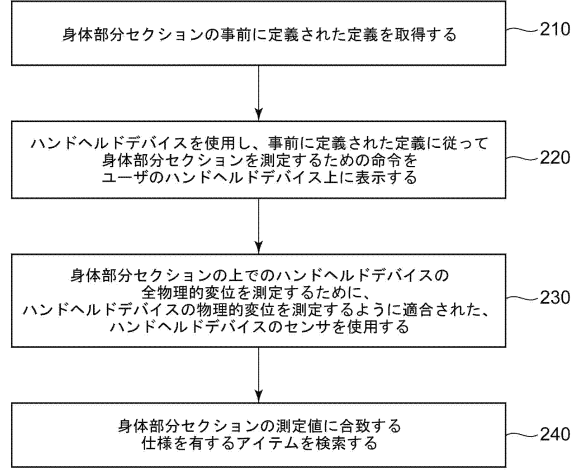 身体部分セクションの事前に定義された定義を取得する
210
ハンドヘルドデバイスを使用し、事前に定義された定義に従って
身体部分セクションを測定するための命令を
ユーザのハンドヘルドデバイス上に表示する
220
身体部分セクションの上でのハンドヘルドデバイスの
全物理的変位を測定するために、
ハンドヘルドデバイスの物理的変位を測定するように適合された、
ハンドヘルドデバイスのセンサを使用する
230
身体部分セクションの測定値に合致する
仕様を有するアイテムを検索する
240